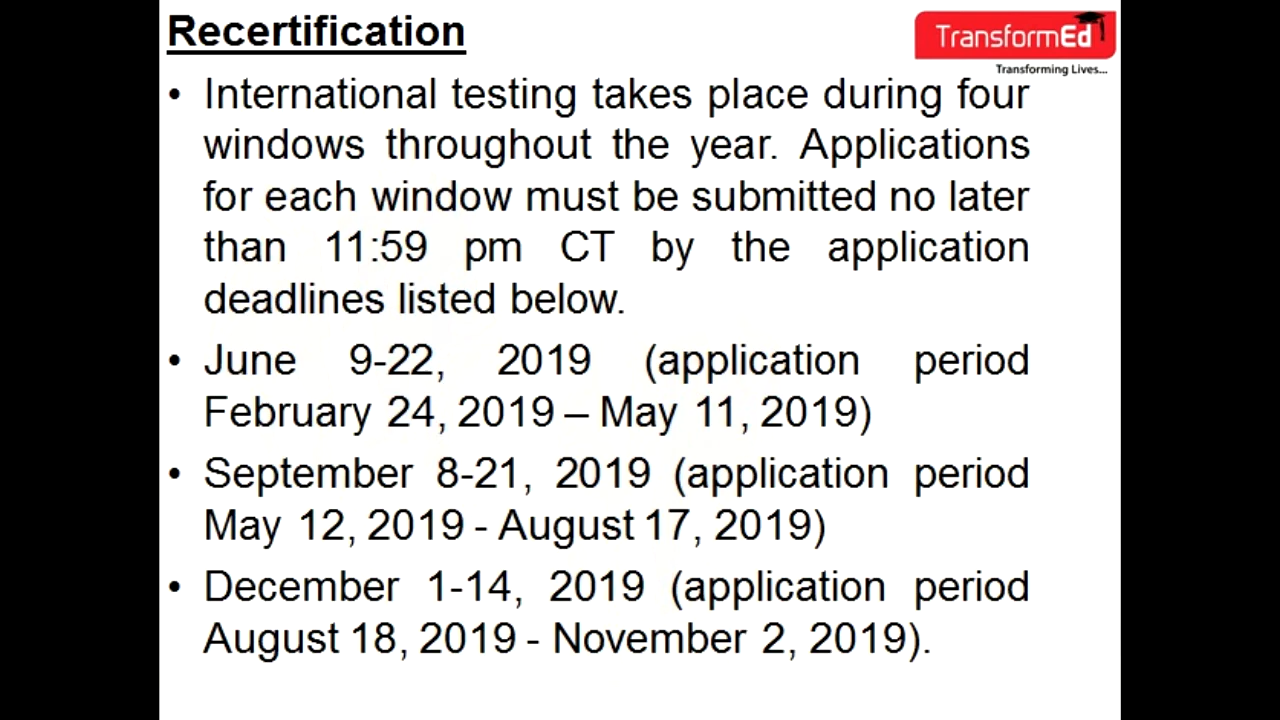 Recertification
TransformEd
Transforming Lives...
• International testing takes place during four
windows throughout the year. Applications
for each window must be submitted no later
than 11:59 pm CT by the application
deadlines listed below.
• June 9-22, 2019 (application period
February 24, 2019 – May 11, 2019)
• September 8-21, 2019 (application period
May 12, 2019 - August 17, 2019)
• December 1-14, 2019 (application period
August 18, 2019 - November 2, 2019).